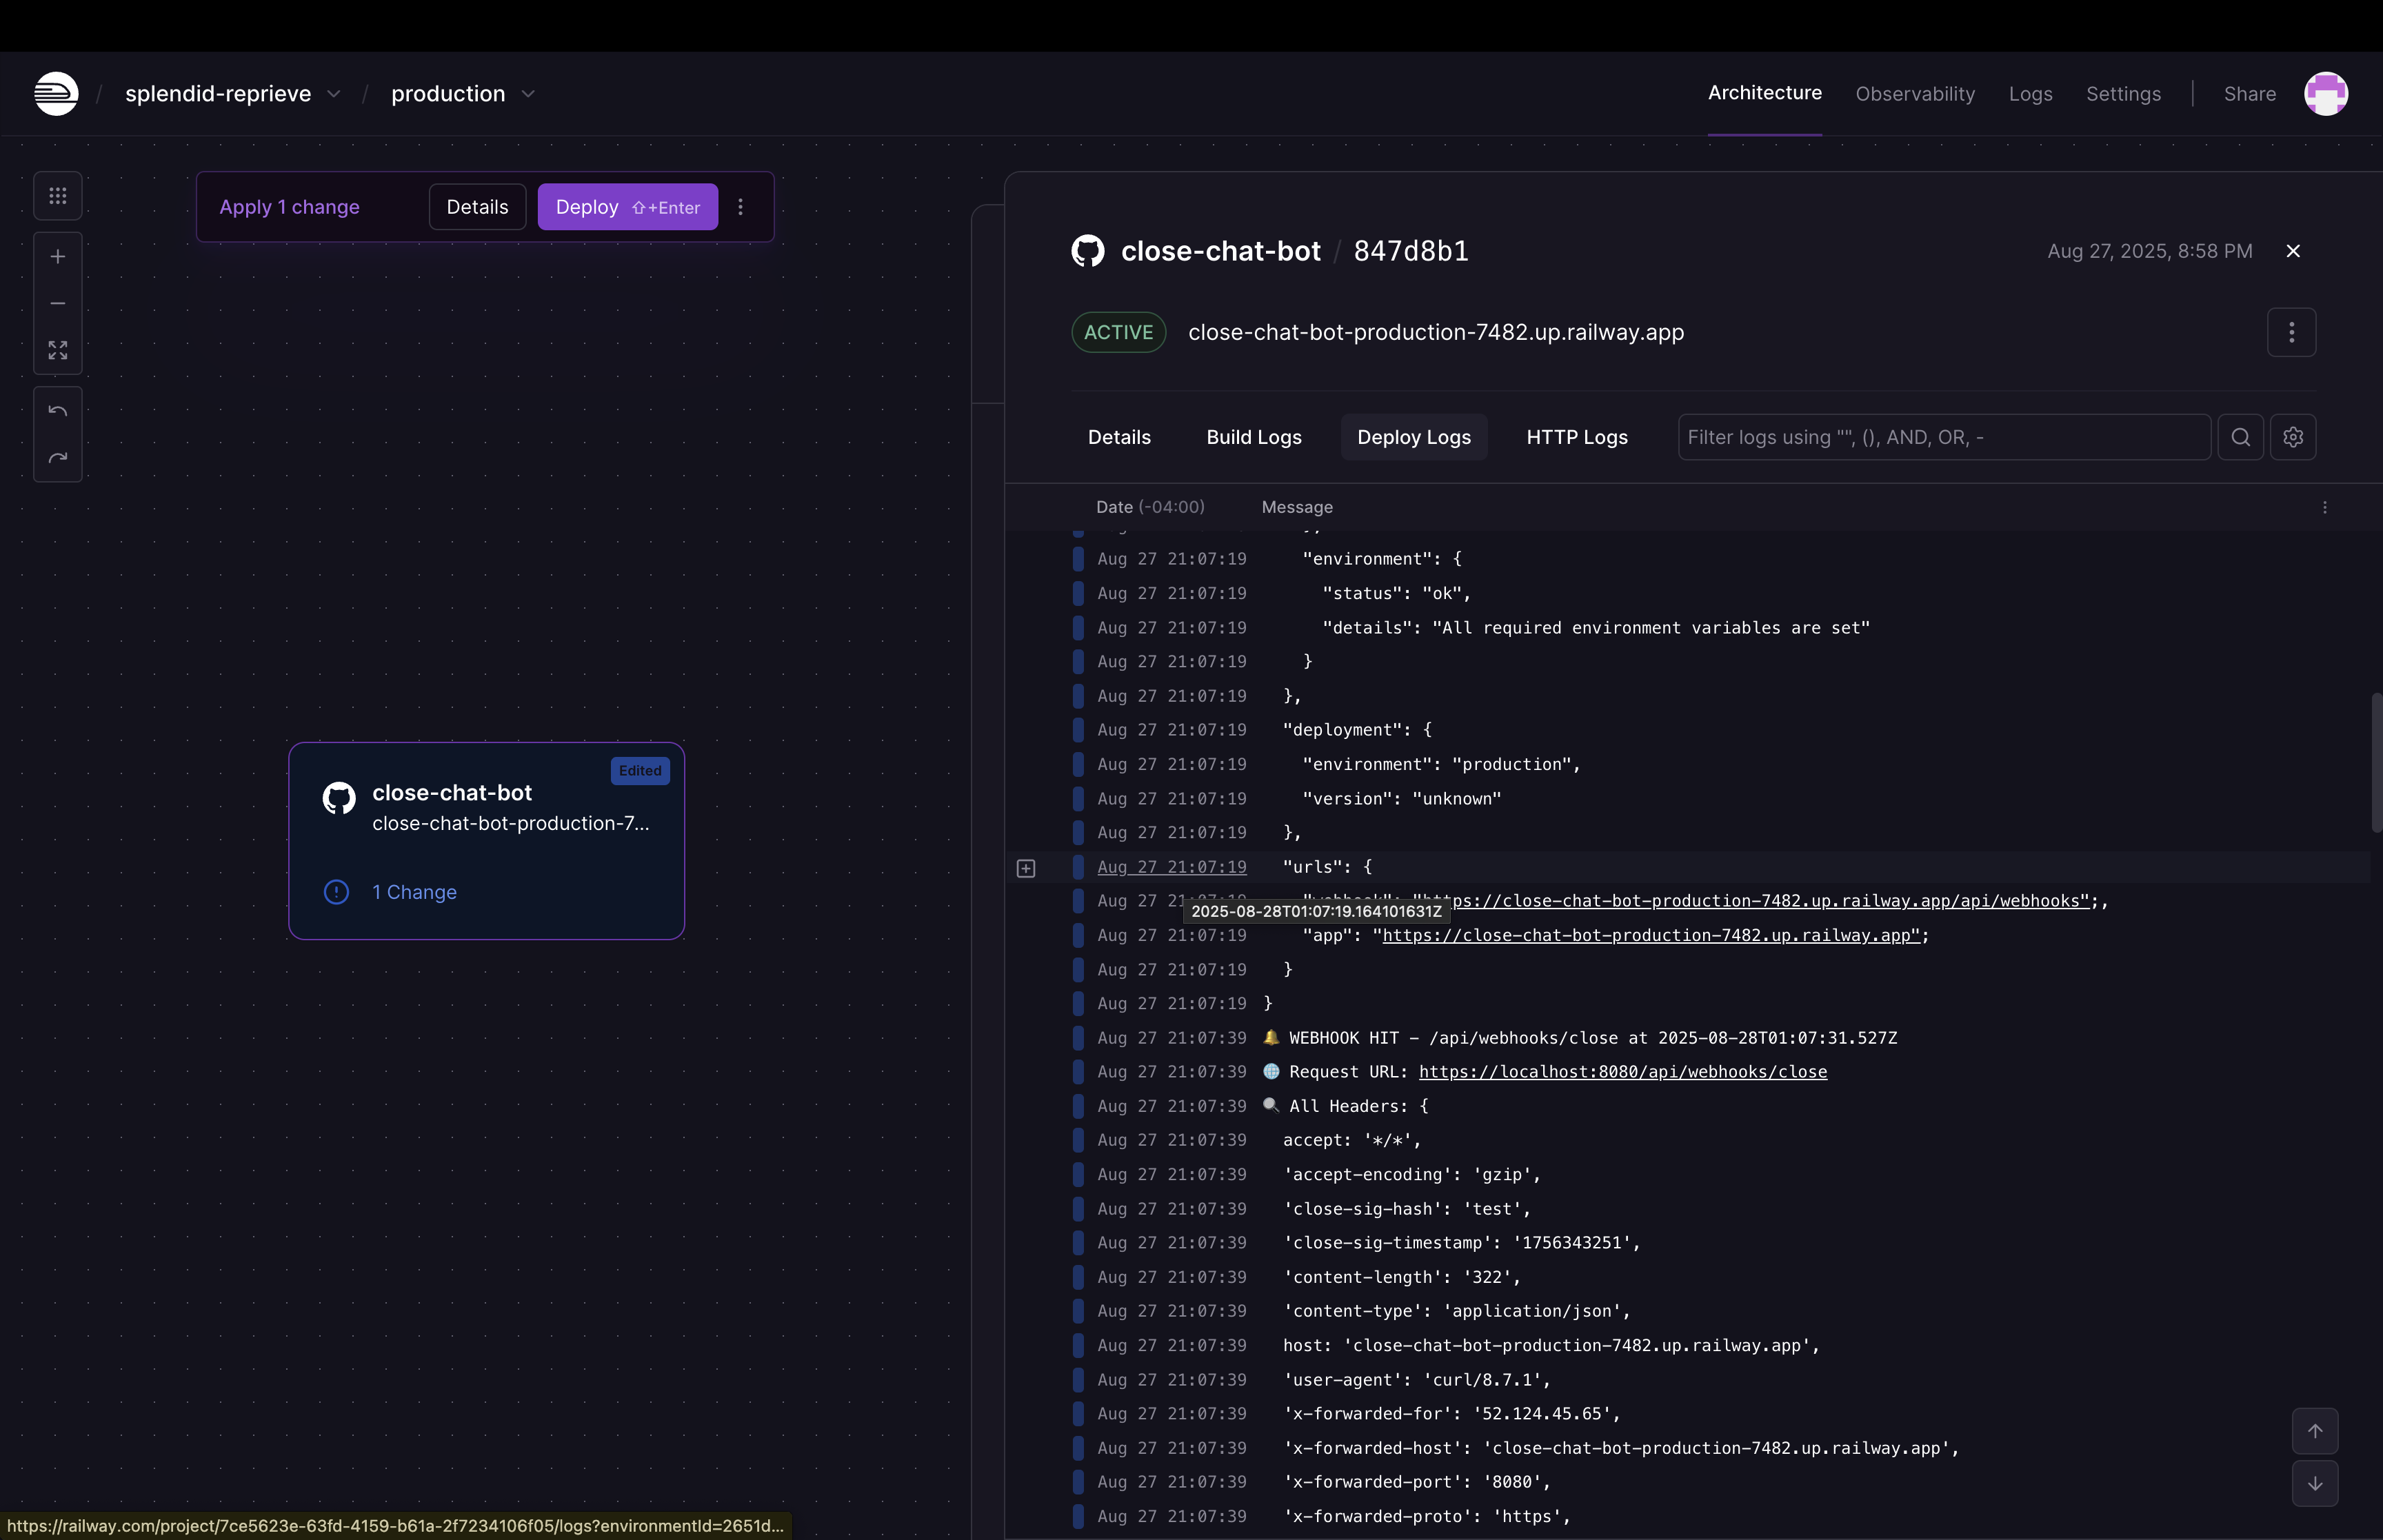 / splendid-reprieve / production
Architecture Observability Logs Settings Share
Apply 1 change Details Deploy ⇧+Enter
close-chat-bot / 847d8b1 Aug 27, 2025, 8:58 PM
ACTIVE close-chat-bot-production-7482.up.railway.app
Details Build Logs Deploy Logs HTTP Logs Filter logs using "", (), AND, OR, -
Date (-04:00) Message
Aug 27 21:07:19 "environment": {
Aug 27 21:07:19 "status": "ok",
Aug 27 21:07:19 "details": "All required environment variables are set"
Aug 27 21:07:19 }
Aug 27 21:07:19 },
Aug 27 21:07:19 "deployment": {
Aug 27 21:07:19 "environment": "production",
Aug 27 21:07:19 "version": "unknown"
Aug 27 21:07:19 },
Aug 27 21:07:19 "urls": {
Aug 27 21: "https://close-chat-bot-production-7482.up.railway.app/api/webhooks";,
2025-08-28T01:07:19.164101631Z
Aug 27 21:07:19 "app": "https://close-chat-bot-production-7482.up.railway.app";
Aug 27 21:07:19 }
Aug 27 21:07:19 }
Aug 27 21:07:39 🔔 WEBHOOK HIT - /api/webhooks/close at 2025-08-28T01:07:31.527Z
Aug 27 21:07:39 🌐 Request URL: https://localhost:8080/api/webhooks/close
Aug 27 21:07:39 🔍 All Headers: {
Aug 27 21:07:39 accept: '*/*',
Aug 27 21:07:39 'accept-encoding': 'gzip',
Aug 27 21:07:39 'close-sig-hash': 'test',
Aug 27 21:07:39 'close-sig-timestamp': '1756343251',
Aug 27 21:07:39 'content-length': '322',
Aug 27 21:07:39 'content-type': 'application/json',
Aug 27 21:07:39 host: 'close-chat-bot-production-7482.up.railway.app',
Aug 27 21:07:39 'user-agent': 'curl/8.7.1',
Aug 27 21:07:39 'x-forwarded-for': '52.124.45.65',
Aug 27 21:07:39 'x-forwarded-host': 'close-chat-bot-production-7482.up.railway.app',
Aug 27 21:07:39 'x-forwarded-port': '8080',
Aug 27 21:07:39 'x-forwarded-proto': 'https',
Edited
close-chat-bot
close-chat-bot-production-7...
1 Change
https://railway.com/project/7ce5623e-63fd-4159-b61a-2f7234106f05/logs?environmentId=2651d...